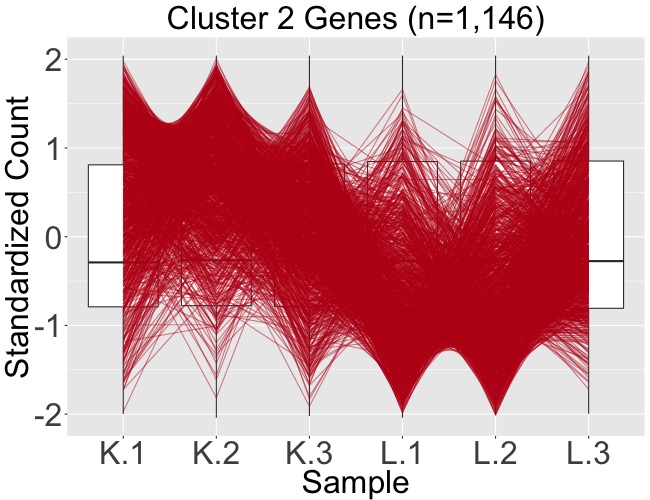 Cluster 2 Genes (n=1,146)
Standardized Count
2
1
0
-1
-2
K.1 K.2 K.3 L.1 L.2 L.3
Sample